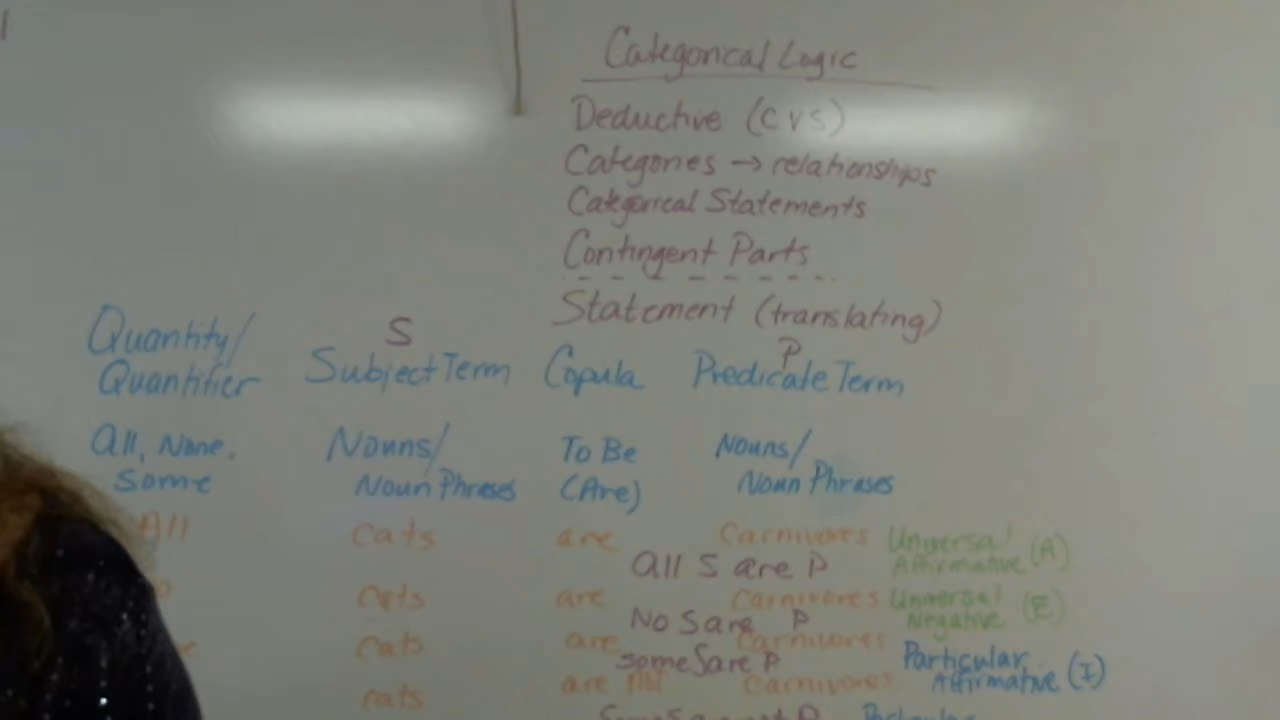 Categorical Logic
Deductive (CVS)
Categories → relationships
Categorical Statements
Contingent Parts
Statement (translating)
Quantity/ S P
Quantifier Subject Term Copula Predicate Term
All, None, Nouns/ To Be Nouns/
Some Noun Phrases (Are) Noun Phrases
All cats are Carnivores Universal
All S are P Affirmative (A)
cats are Carnivores Universal
No S are P Negative (E)
cats are Carnivores Particular
Some S are P Affirmative (I)
cats are Carnivores